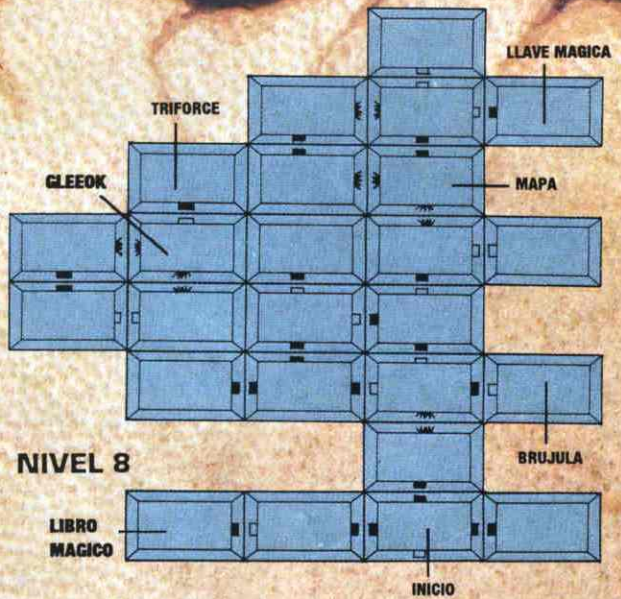 LLAVE MAGICA
TRIFORCE
GLEEOK
MAPA
NIVEL 8
BRUJULA
LIBRO
MAGICO
INICIO